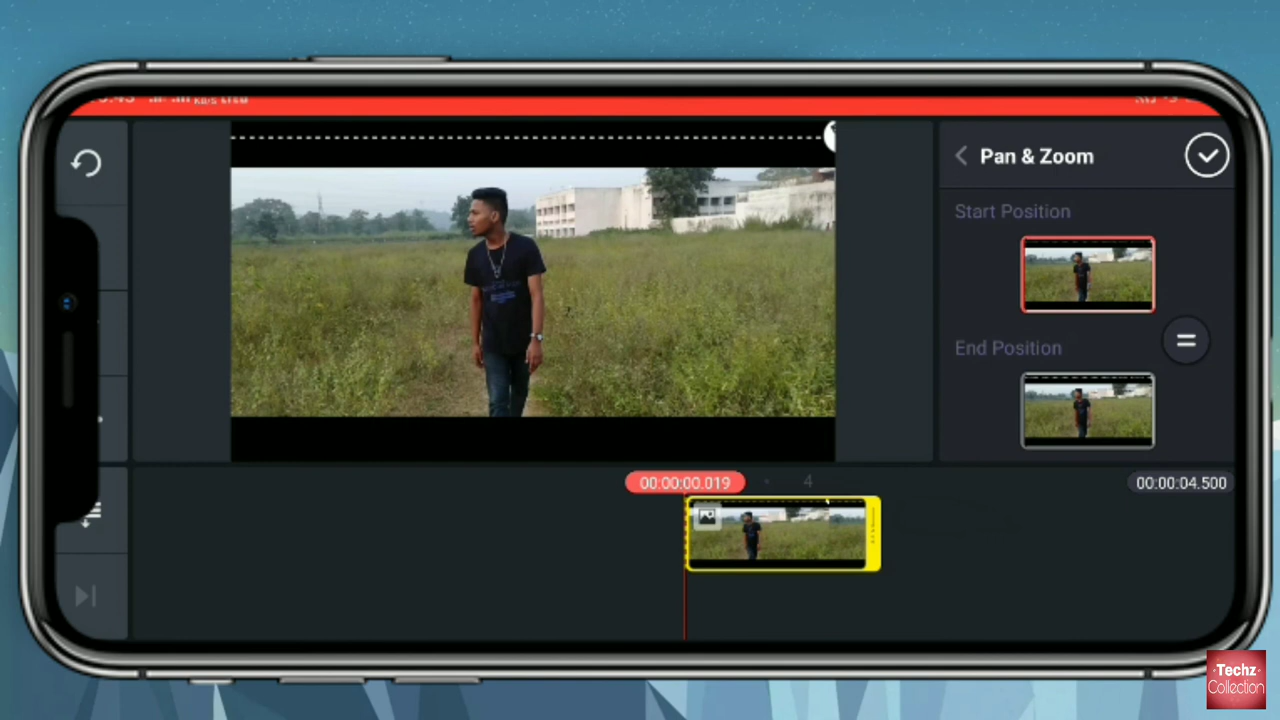 Pan & Zoom
Start Position
End Position
00:00:00.019
4
00:00:04.500
Techz
Collection